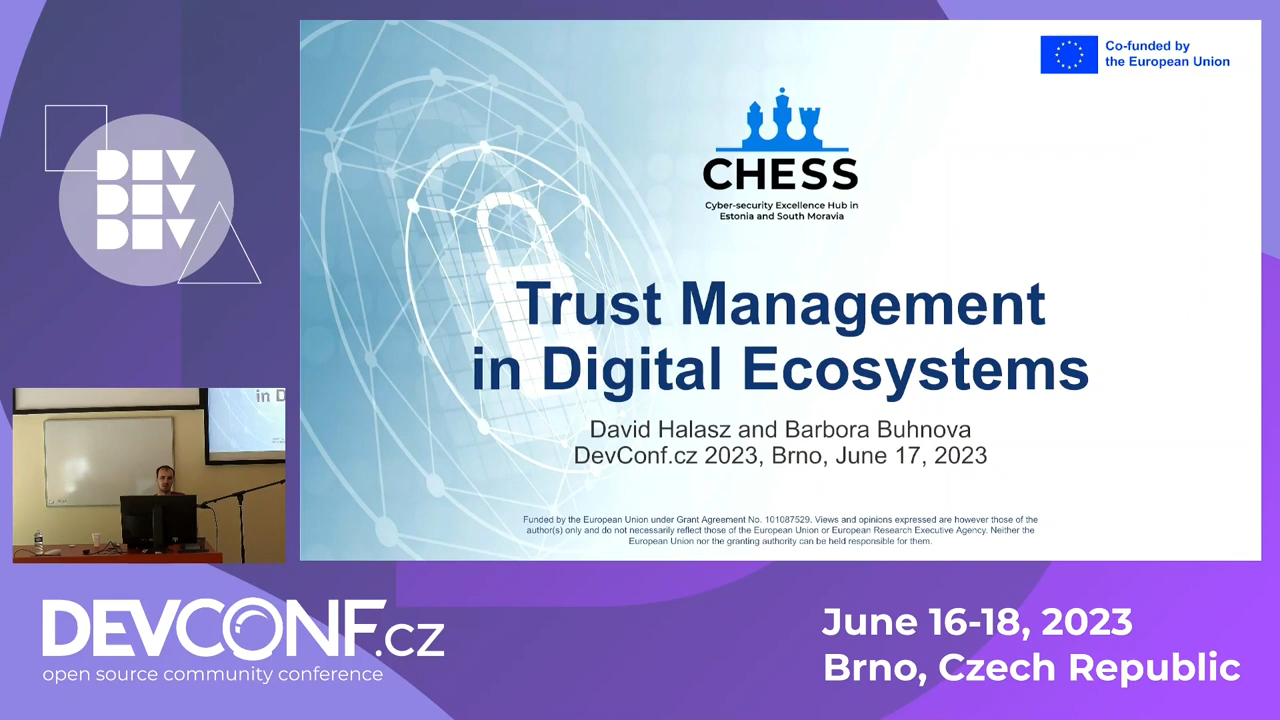 Co-funded by
the European Union
CHESS
Cyber-security Excellence Hub in
Estonia and South Moravia
Trust Management
in Digital Ecosystems
David Halasz and Barbora Buhnova
DevConf.cz 2023, Brno, June 17, 2023
Funded by the European Union under Grant Agreement No. 101087529. Views and opinions expressed are however those of the
author(s) only and do not necessarily reflect those of the European Union or European Research Executive Agency. Neither the
European Union nor the granting authority can be held responsible for them.
DEV
DEV
DEV
in D
DEVCONF.cz
open source community conference
June 16-18, 2023
Brno, Czech Republic